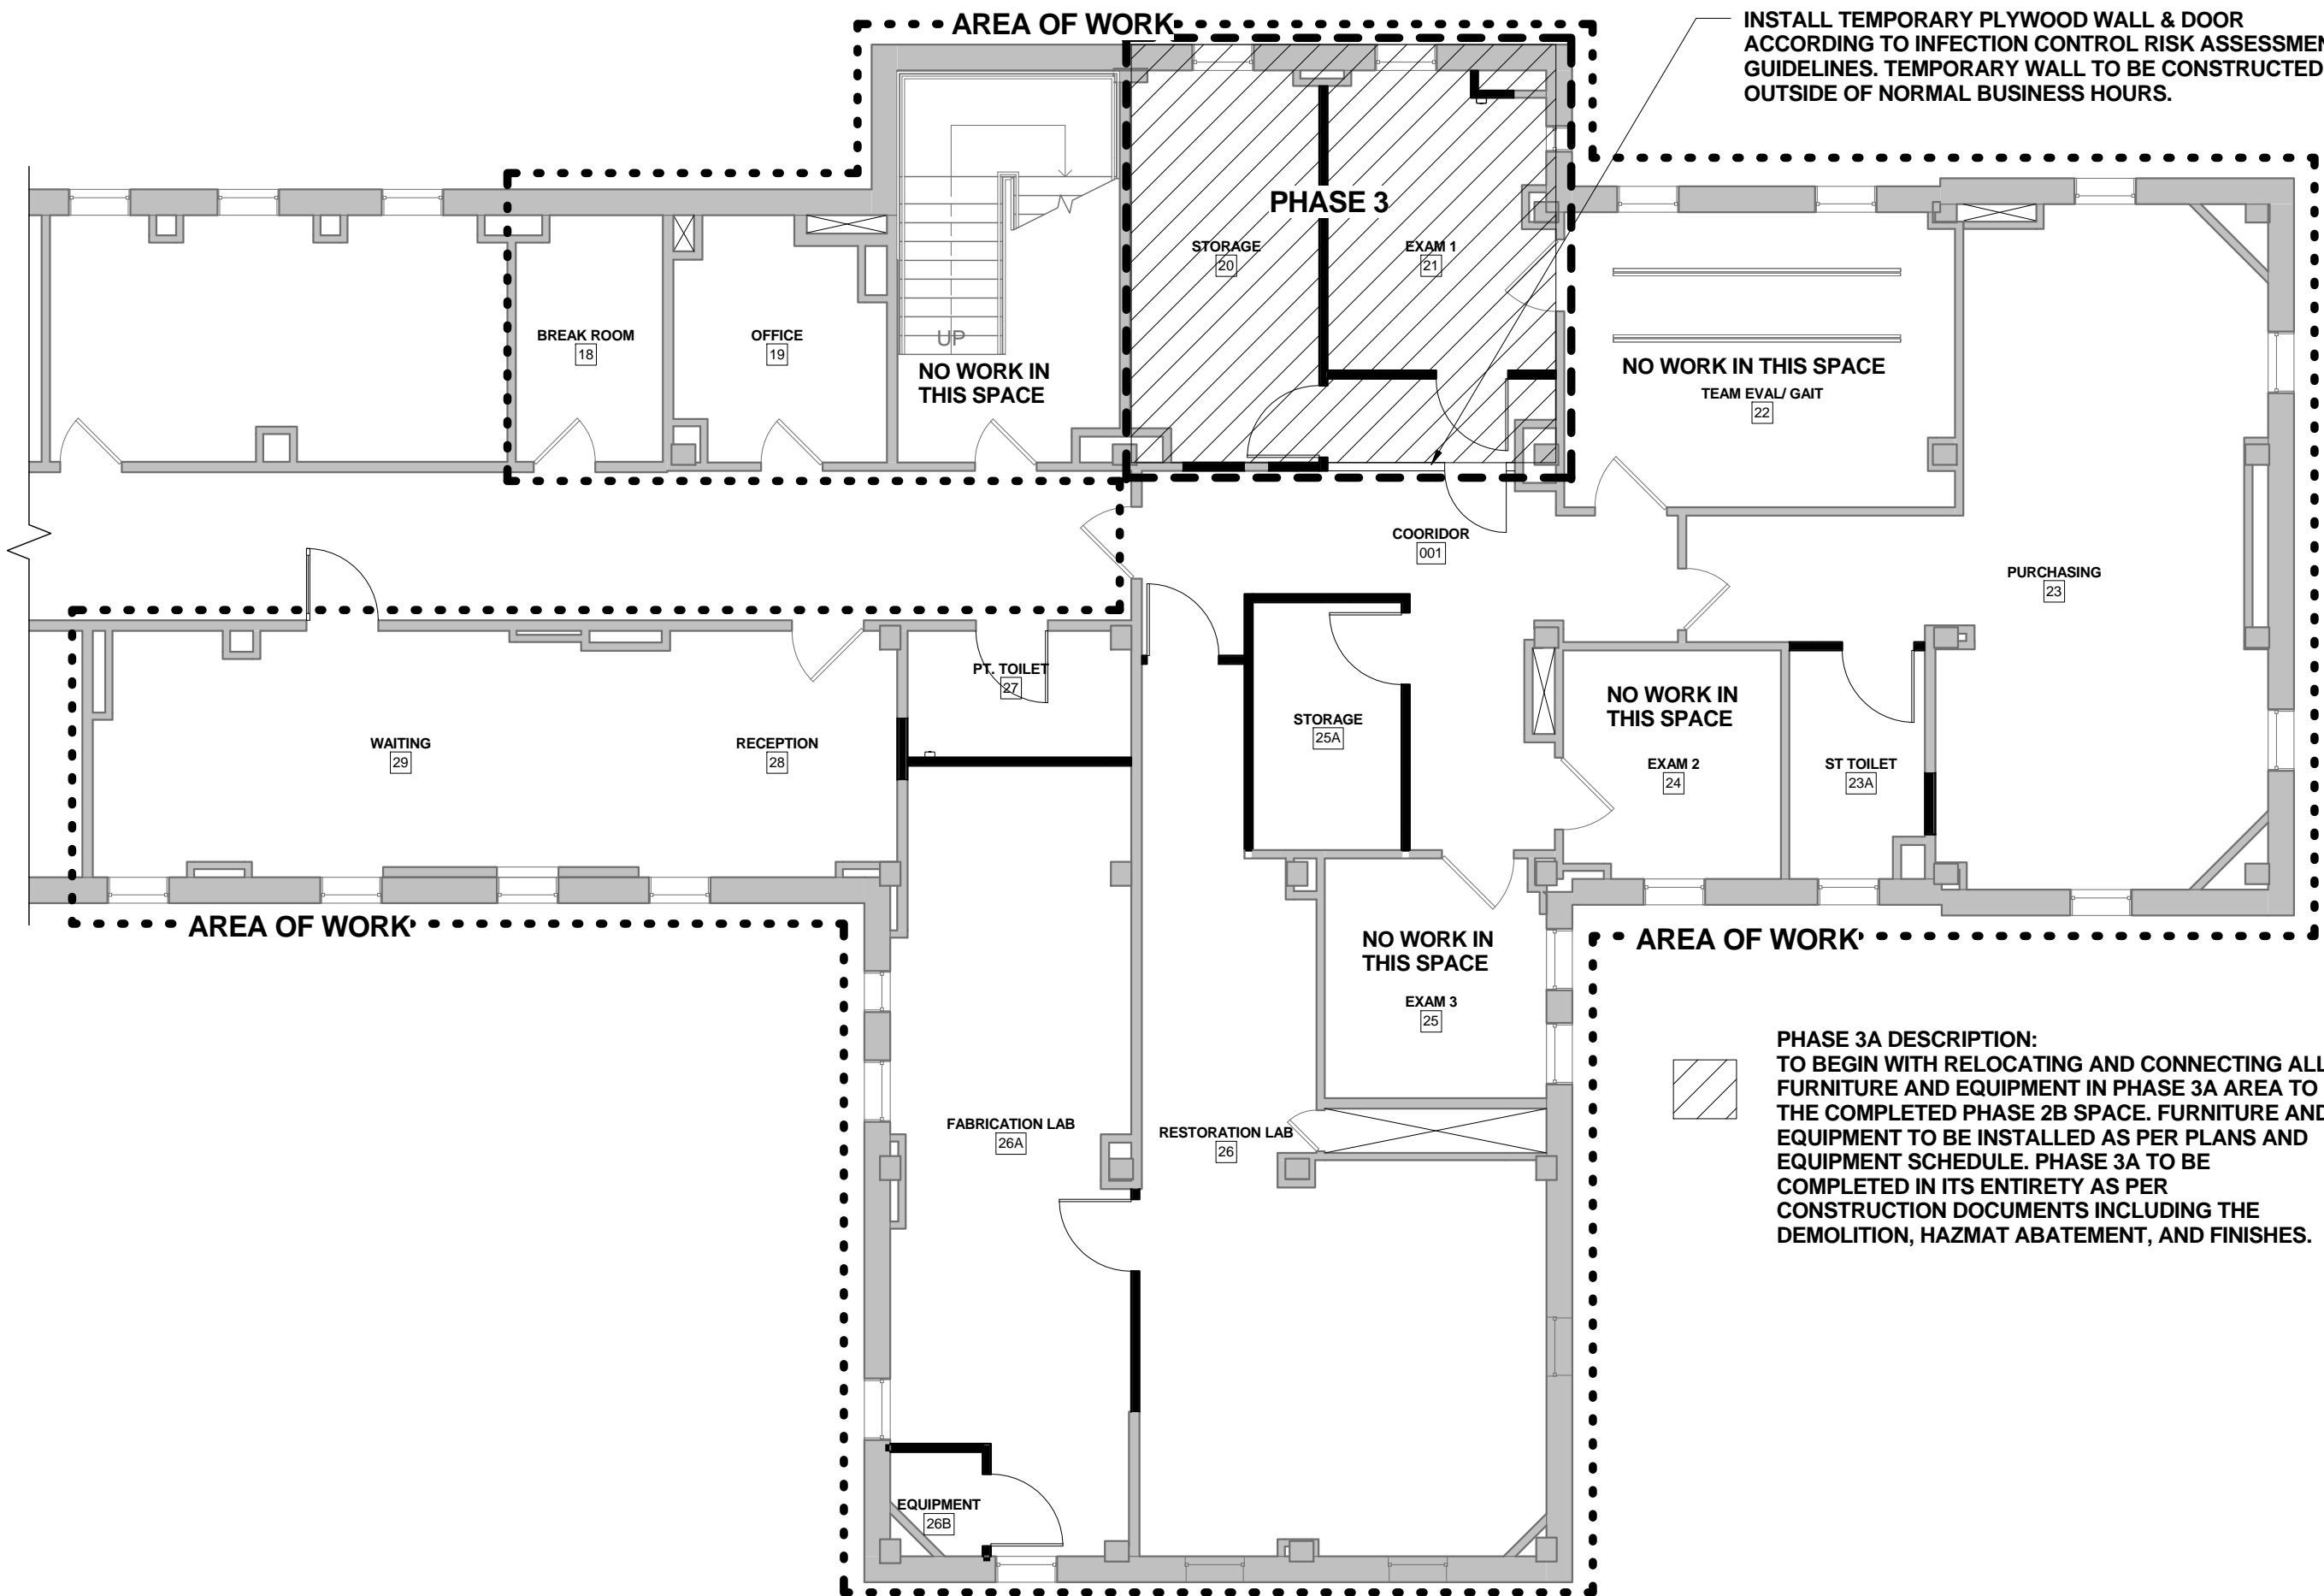 AREA OF WORK
INSTALL TEMPORARY PLYWOOD WALL & DOOR
ACCORDING TO INFECTION CONTROL RISK ASSESSMEN
GUIDELINES. TEMPORARY WALL TO BE CONSTRUCTED
OUTSIDE OF NORMAL BUSINESS HOURS.
PHASE 3
STORAGE
20
EXAM 1
21
BREAK ROOM
18
OFFICE
19
UP
NO WORK IN
THIS SPACE
NO WORK IN THIS SPACE
TEAM EVAL/ GAIT
22
COORIDOR
001
PURCHASING
23
PT. TOILET
27
STORAGE
25A
NO WORK IN
THIS SPACE
EXAM 2
24
ST TOILET
23A
WAITING
29
RECEPTION
28
AREA OF WORK
NO WORK IN
THIS SPACE
EXAM 3
25
AREA OF WORK
FABRICATION LAB
26A
RESTORATION LAB
26
EQUIPMENT
26B
PHASE 3A DESCRIPTION:
TO BEGIN WITH RELOCATING AND CONNECTING ALL
FURNITURE AND EQUIPMENT IN PHASE 3A AREA TO
THE COMPLETED PHASE 2B SPACE. FURNITURE AND
EQUIPMENT TO BE INSTALLED AS PER PLANS AND
EQUIPMENT SCHEDULE. PHASE 3A TO BE
COMPLETED IN ITS ENTIRETY AS PER
CONSTRUCTION DOCUMENTS INCLUDING THE
DEMOLITION, HAZMAT ABATEMENT, AND FINISHES.